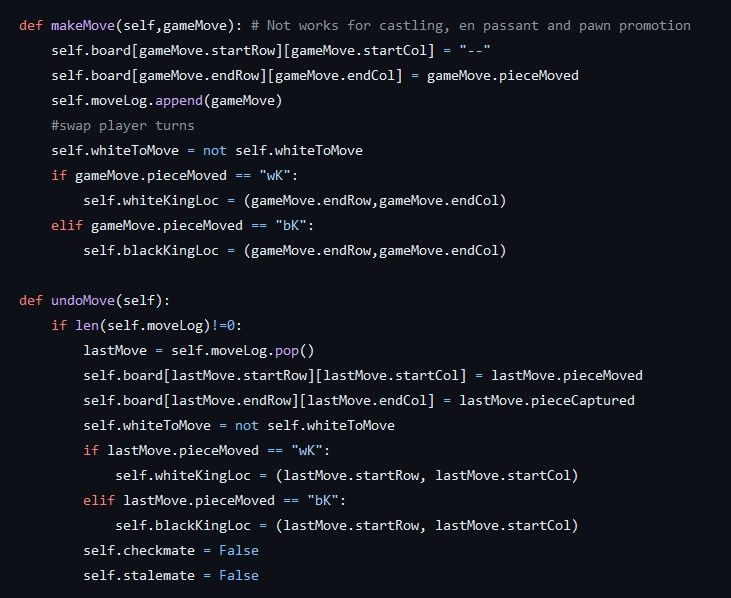 def makeMove(self,gameMove): # Not works for castling, en passant and pawn promotion
    self.board[gameMove.startRow][gameMove.startCol] = "--"
    self.board[gameMove.endRow][gameMove.endCol] = gameMove.pieceMoved
    self.moveLog.append(gameMove)
    #swap player turns
    self.whiteToMove = not self.whiteToMove
    if gameMove.pieceMoved == "wK":
        self.whiteKingLoc = (gameMove.endRow,gameMove.endCol)
    elif gameMove.pieceMoved == "bK":
        self.blackKingLoc = (gameMove.endRow,gameMove.endCol)

def undoMove(self):
    if len(self.moveLog)!=0:
        lastMove = self.moveLog.pop()
        self.board[lastMove.startRow][lastMove.startCol] = lastMove.pieceMoved
        self.board[lastMove.endRow][lastMove.endCol] = lastMove.pieceCaptured
        self.whiteToMove = not self.whiteToMove
        if lastMove.pieceMoved == "wK":
            self.whiteKingLoc = (lastMove.startRow, lastMove.startCol)
        elif lastMove.pieceMoved == "bK":
            self.blackKingLoc = (lastMove.startRow, lastMove.startCol)
        self.checkmate = False
        self.stalemate = False